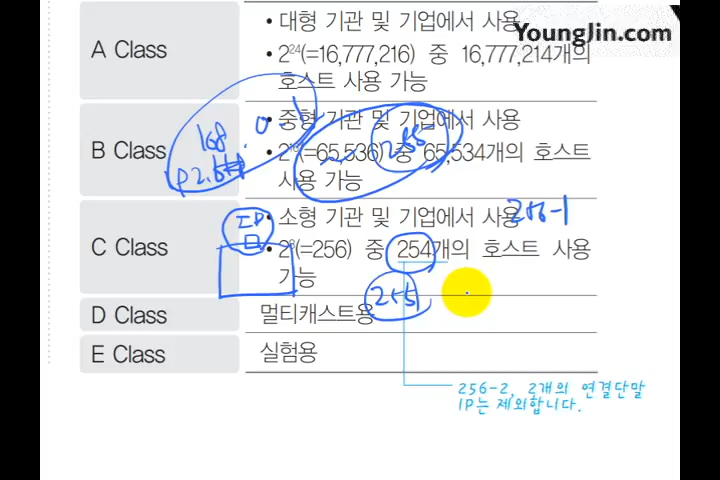 YoungJin.com
A Class
• 대형 기관 및 기업에서 사용
• 2²⁴(=16,777,216) 중 16,777,214개의
호스트 사용 가능
B Class
• 중형 기관 및 기업에서 사용
(=65,536) 중 65,534개의 호스트
사용 가능
255
C Class
• 소형 기관 및 기업에서 사용
256-1
• 2⁸(=256) 중 254개의 호스트 사용
가능
IP
255
D Class
멀티캐스트용
E Class
실험용
256-2, 2개의 연결단말
IP는 제외합니다.